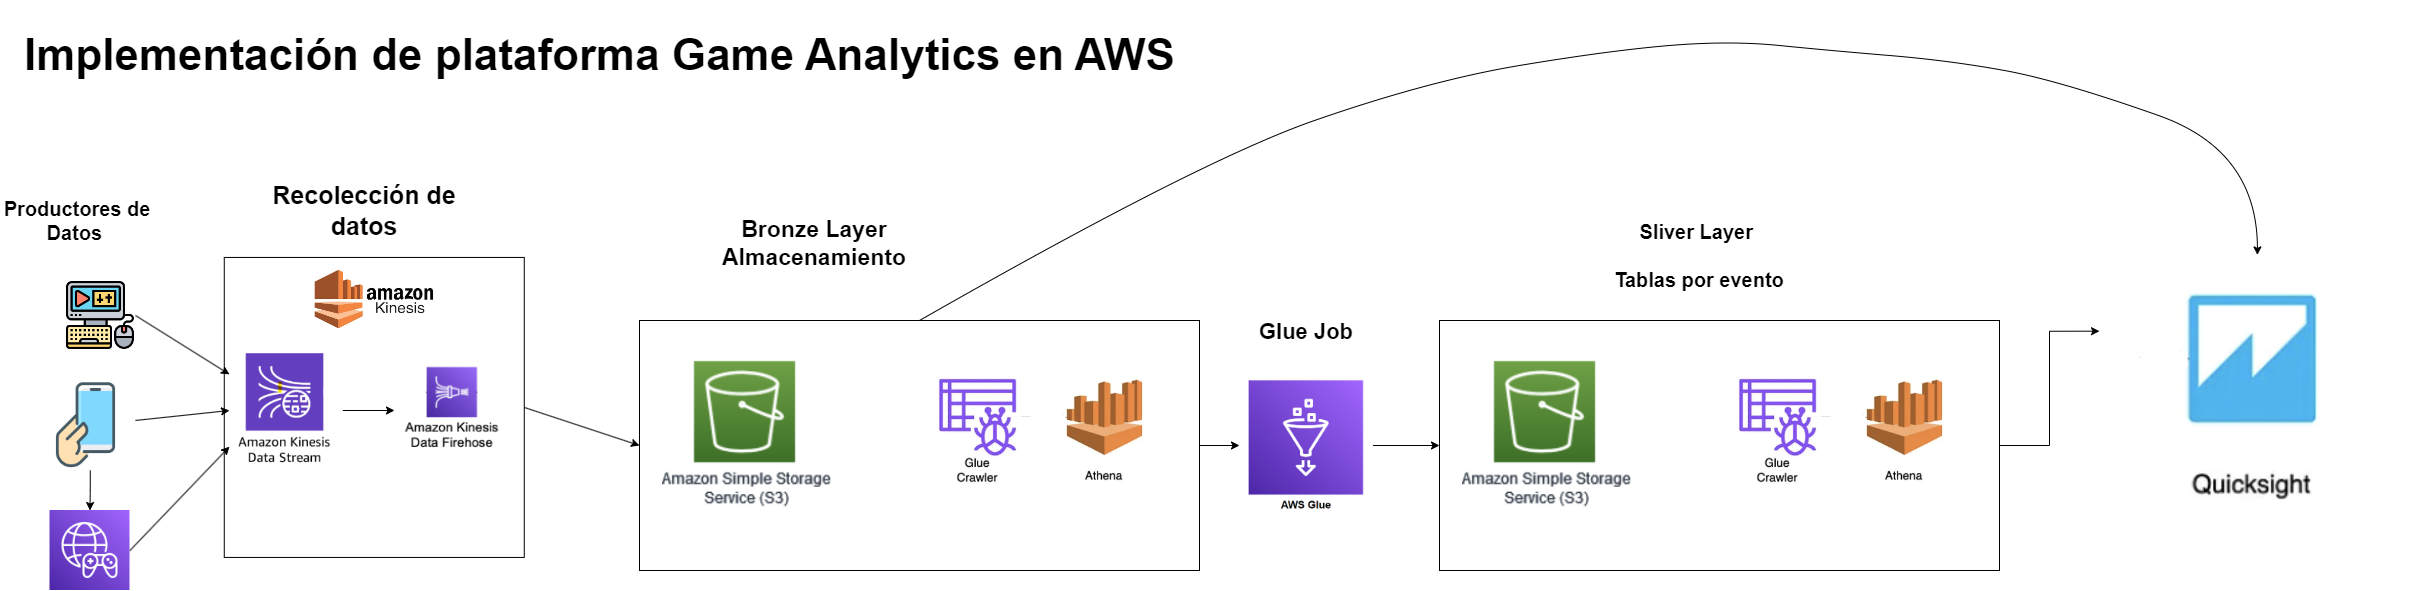 Implementación de plataforma Game Analytics en AWS
Productores de
Datos
Recolección de
datos
amazon
Kinesis
Amazon Kinesis
Data Stream
Amazon Kinesis
Data Firehose
Bronze Layer
Almacenamiento
Amazon Simple Storage
Service (S3)
Glue
Crawler
Athena
Glue Job
AWS Glue
Sliver Layer
Tablas por evento
Amazon Simple Storage
Service (S3)
Glue
Crawler
Athena
Quicksight